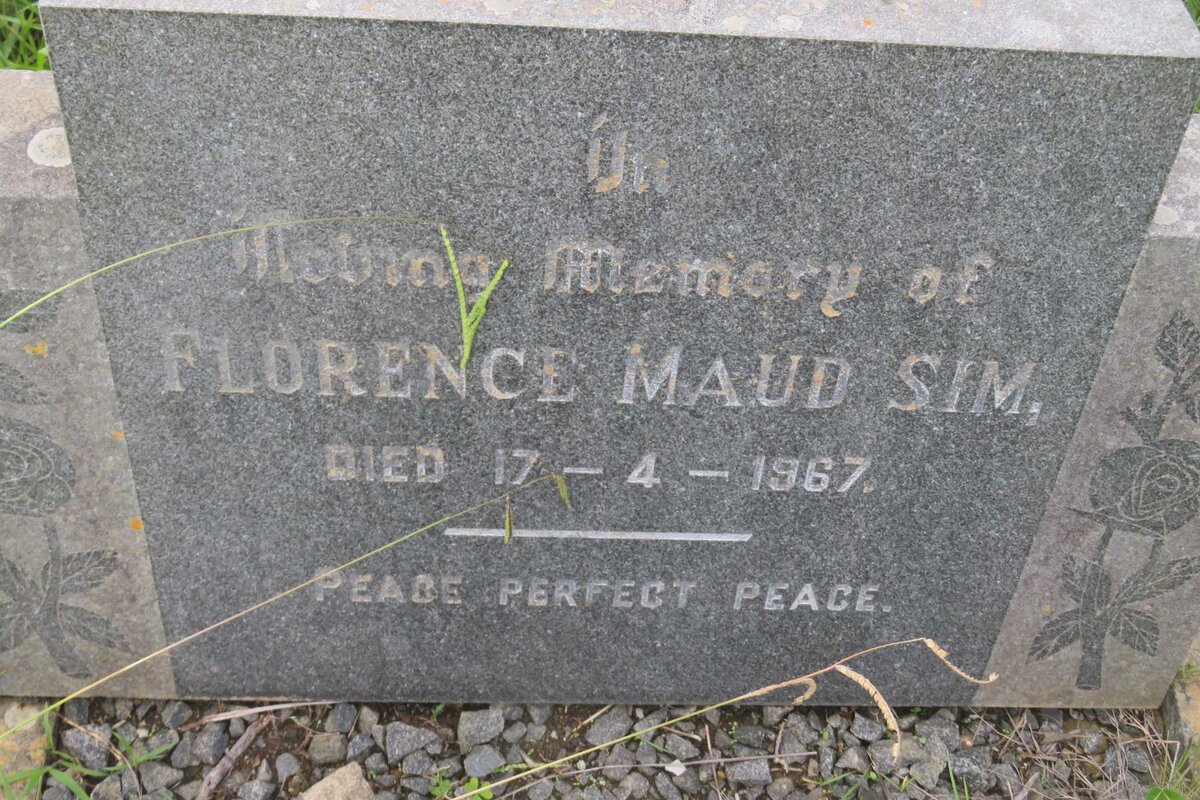 In
Loving Memory of
FLORENCE MAUD SIM,
DIED 17 – 4 – 1967.
PEACE PERFECT PEACE.